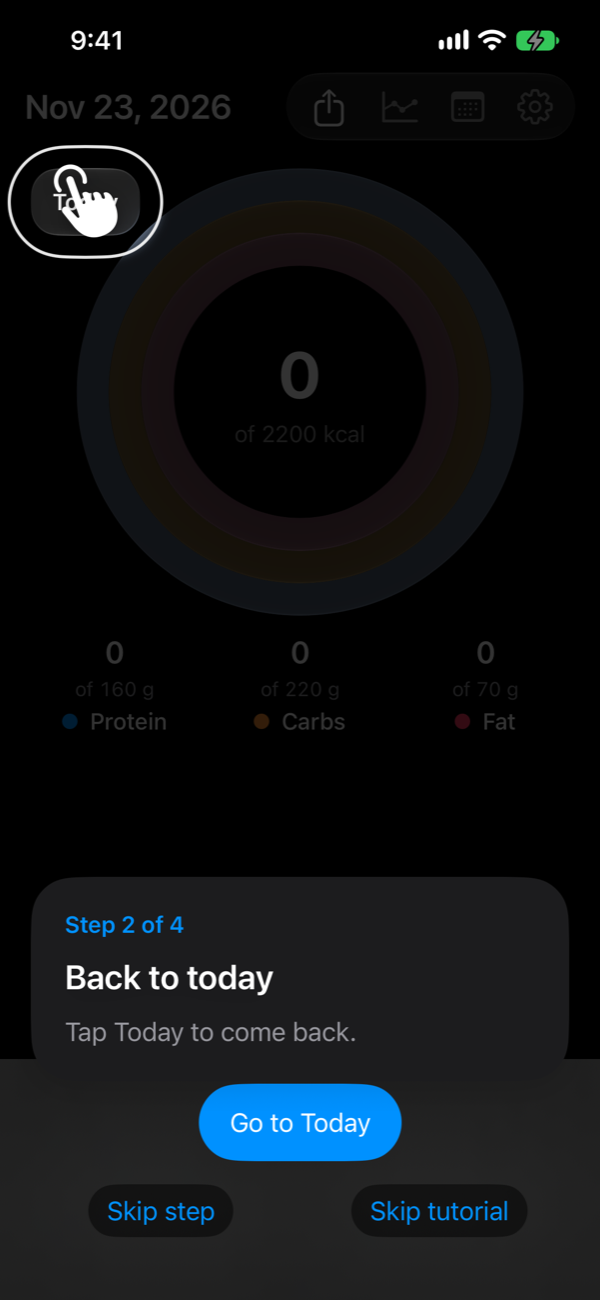 9:41
Nov 23, 2026
Today
0
of 2200 kcal
0 0 0
of 160 g of 220 g of 70 g
Protein Carbs Fat
Step 2 of 4
Back to today
Tap Today to come back.
Go to Today
Skip step Skip tutorial